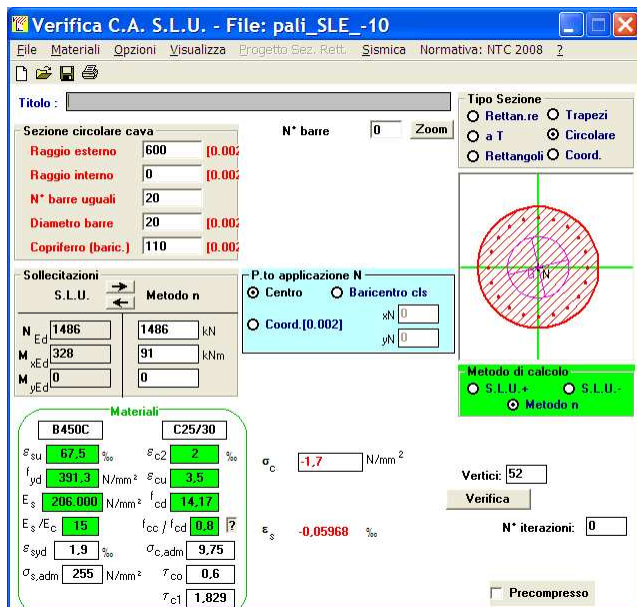 Verifica C.A. S.L.U. - File: pali_SLE_-10
File Materiali Opzioni Visualizza Progetto Sez. Rett. Sismica Normativa: NTC 2008 ?
Titolo :
Tipo Sezione
Rettan.re Trapezi
a T Circolare
Rettangoli Coord.
Sezione circolare cava
N° barre 0 Zoom
Raggio esterno 600 [0.002
Raggio interno 0 [0.002
N° barre uguali 20
Diametro barre 20 [0.002
Copriferro (baric.) 110 [0.002
N
Sollecitazioni
S.L.U. Metodo n
N Ed 1486 1486 kN
M xEd 328 91 kNm
M yEd 0 0
P.to applicazione N
Centro Baricentro cls
Coord.[0.002] xN 0
yN 0
Metodo di calcolo
S.L.U.+ S.L.U.-
Metodo n
Materiali
B450C C25/30
εsu 67,5 ‰ εc2 2 ‰
fyd 391,3 N/mm² εcu 3,5
Es 206.000 N/mm² fcd 14,17
Es /Ec 15 fcc / fcd 0,8 ?
εsyd 1,9 ‰ σc,adm 9,75
σs,adm 255 N/mm² τco 0,6
τc1 1,829
σc -1,7 N/mm²
εs -0,05968 ‰
Vertici: 52
Verifica
N° iterazioni: 0
Precompresso